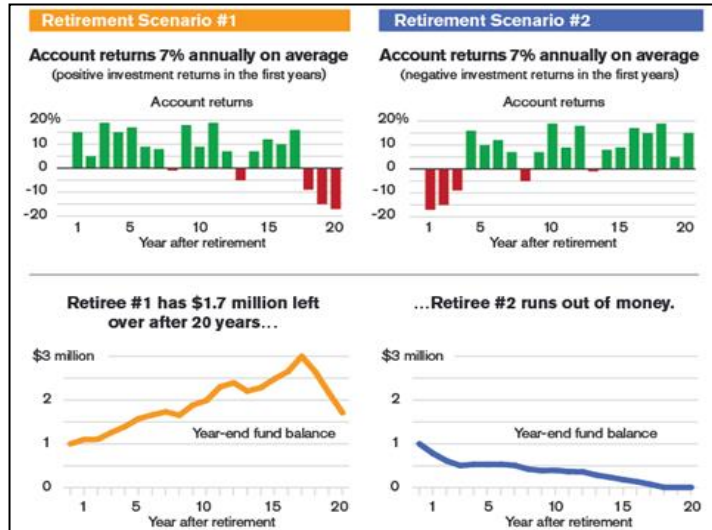 Retirement Scenario #1
Account returns 7% annually on average
(positive investment returns in the first years)
Account returns
20%
10
0
-10
-20
1 5 10 15 20
Year after retirement
Retirement Scenario #2
Account returns 7% annually on average
(negative investment returns in the first years)
Account returns
20%
10
0
-10
-20
1 5 10 15 20
Year after retirement
Retiree #1 has $1.7 million left
over after 20 years...
$3 million
2
1
0
Year-end fund balance
1 5 10 15 20
Year after retirement
...Retiree #2 runs out of money.
$3 million
2
1
0
Year-end fund balance
1 5 10 15 20
Year after retirement